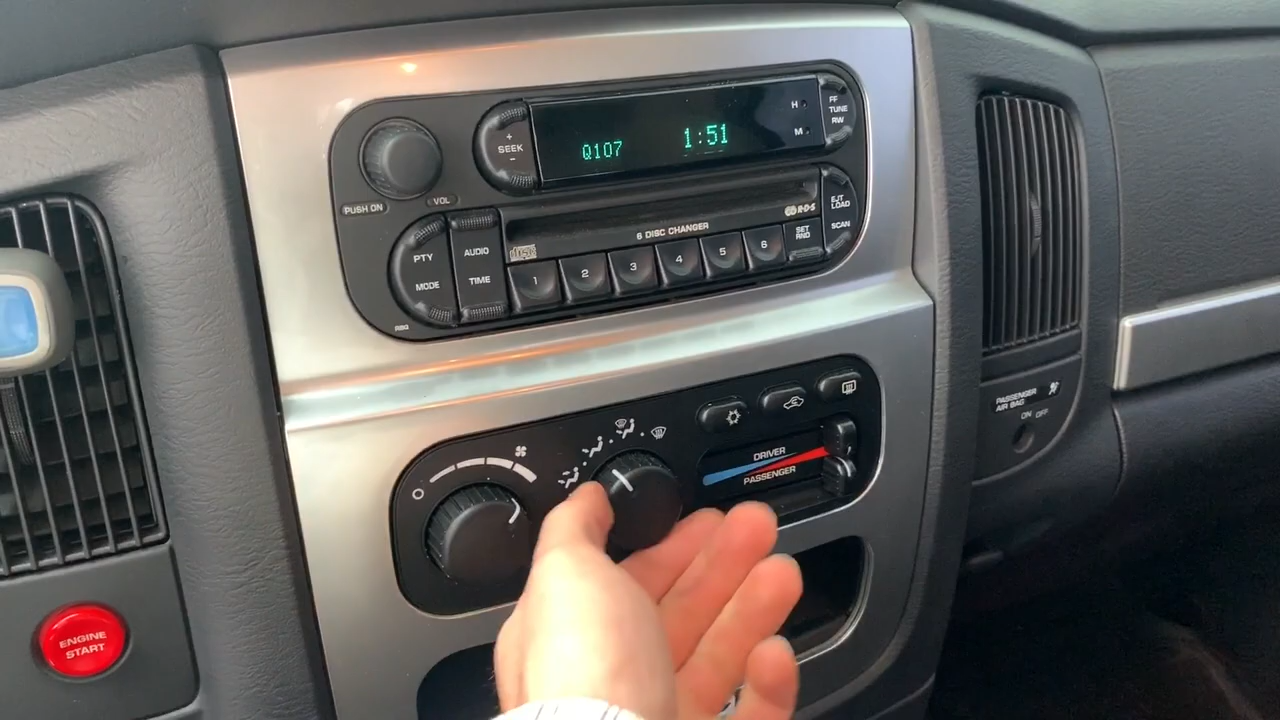 +
SEEK
-
Q107 1:51
H
M
FF
TUNE
RW
PUSH ON
VOL
EJT
LOAD
SCAN
6 DISC CHANGER
R·D·S
PTY
AUDIO
MODE
TIME
1 2 3 4 5 6
SET
RND
RBQ
DRIVER
PASSENGER
PASSENGER
AIR BAG
ON OFF
ENGINE
START